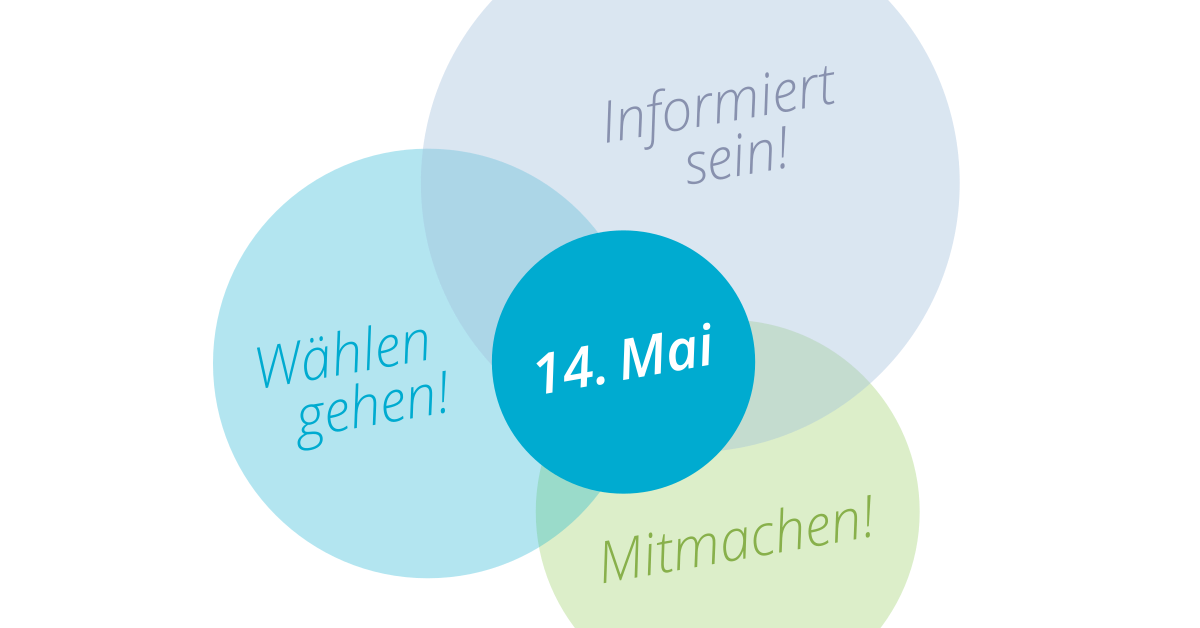 Informiert
sein!
Wählen
gehen!
14. Mai
Mitmachen!